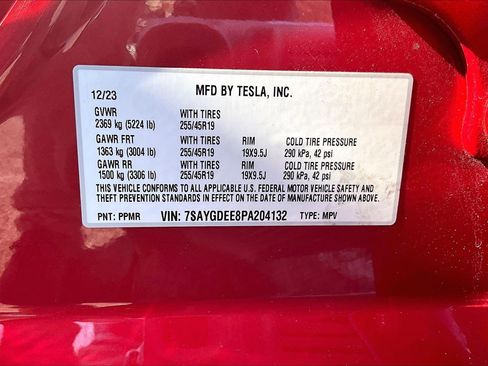 12/23 MFD BY TESLA, INC.
GVWR WITH TIRES
2369 kg (5224 lb) 255/45R19
GAWR FRT WITH TIRES RIM COLD TIRE PRESSURE
1363 kg (3004 lb) 255/45R19 19X9.5J 290 kPa, 42 psi
GAWR RR WITH TIRES RIM COLD TIRE PRESSURE
1500 kg (3306 lb) 255/45R19 19X9.5J 290 kPa, 42 psi
THIS VEHICLE CONFORMS TO ALL APPLICABLE U.S. FEDERAL MOTOR VEHICLE SAFETY AND
THEFT PREVENTION STANDARDS IN EFFECT ON THE DATE OF MANUFACTURE SHOWN ABOVE.
PNT: PPMR VIN: 7SAYGDEE8PA204132 TYPE: MPV